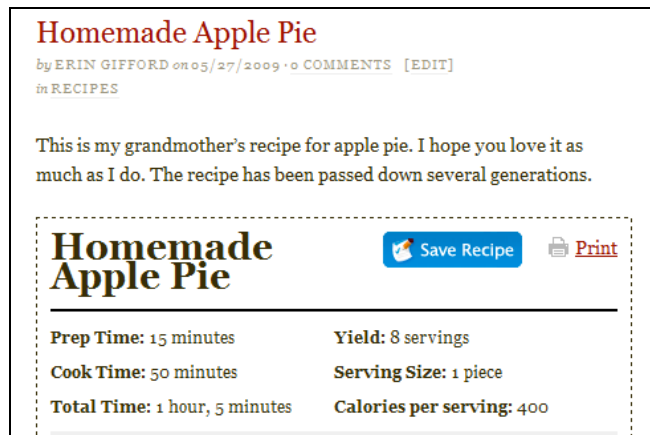 Homemade Apple Pie
by ERIN GIFFORD on 05/27/2009 · 0 COMMENTS [EDIT]
in RECIPES
This is my grandmother's recipe for apple pie. I hope you love it as
much as I do. The recipe has been passed down several generations.
Homemade
Apple Pie
Save Recipe
Print
Prep Time: 15 minutes
Yield: 8 servings
Cook Time: 50 minutes
Serving Size: 1 piece
Total Time: 1 hour, 5 minutes
Calories per serving: 400